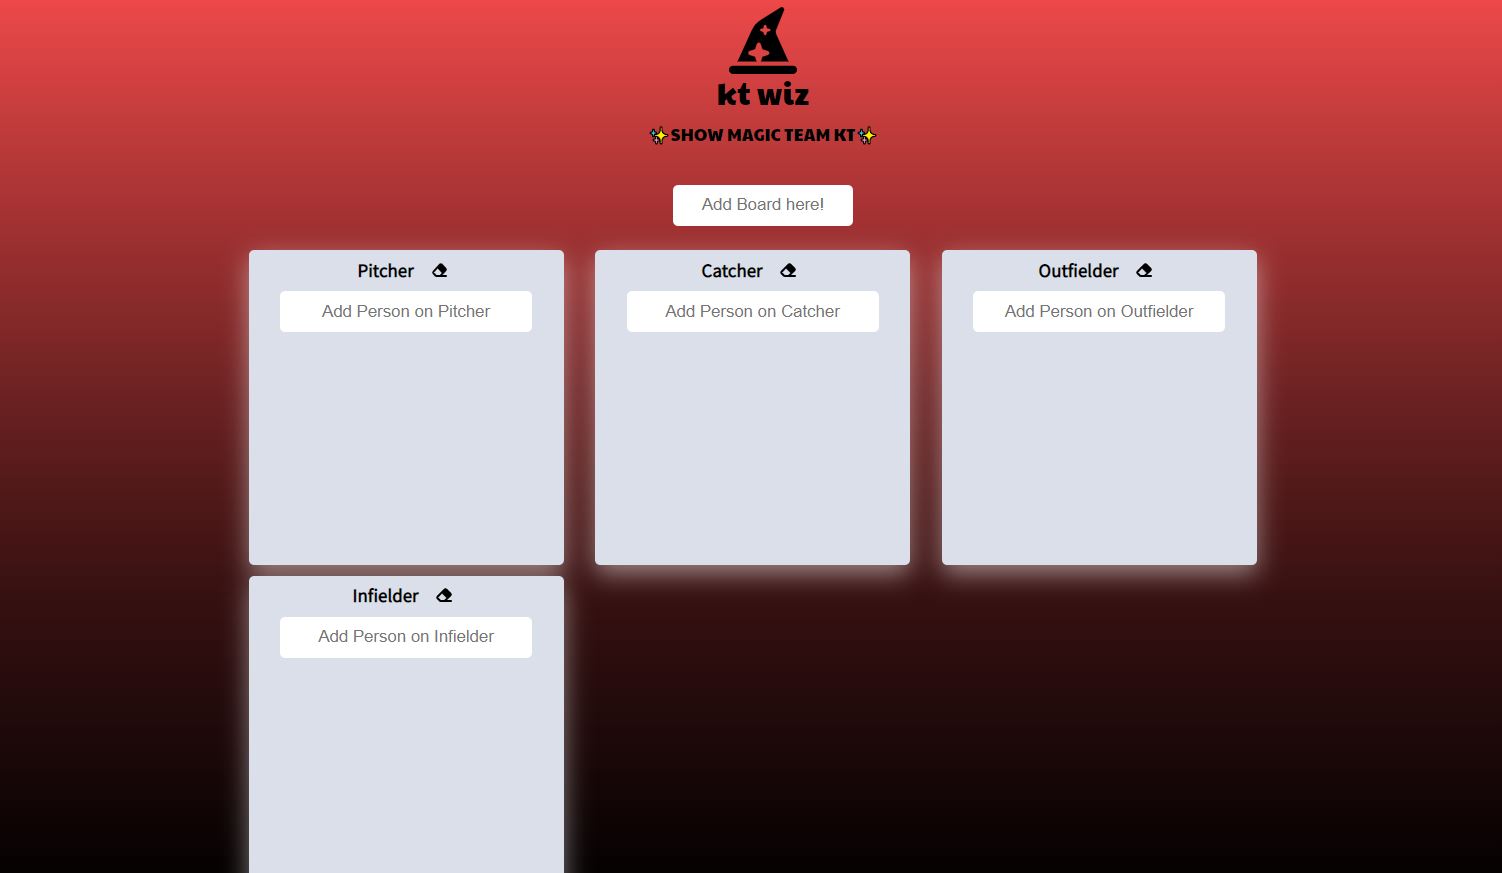 kt wiz
✨SHOW MAGIC TEAM KT✨
Add Board here!
Pitcher
Add Person on Pitcher
Catcher
Add Person on Catcher
Outfielder
Add Person on Outfielder
Infielder
Add Person on Infielder